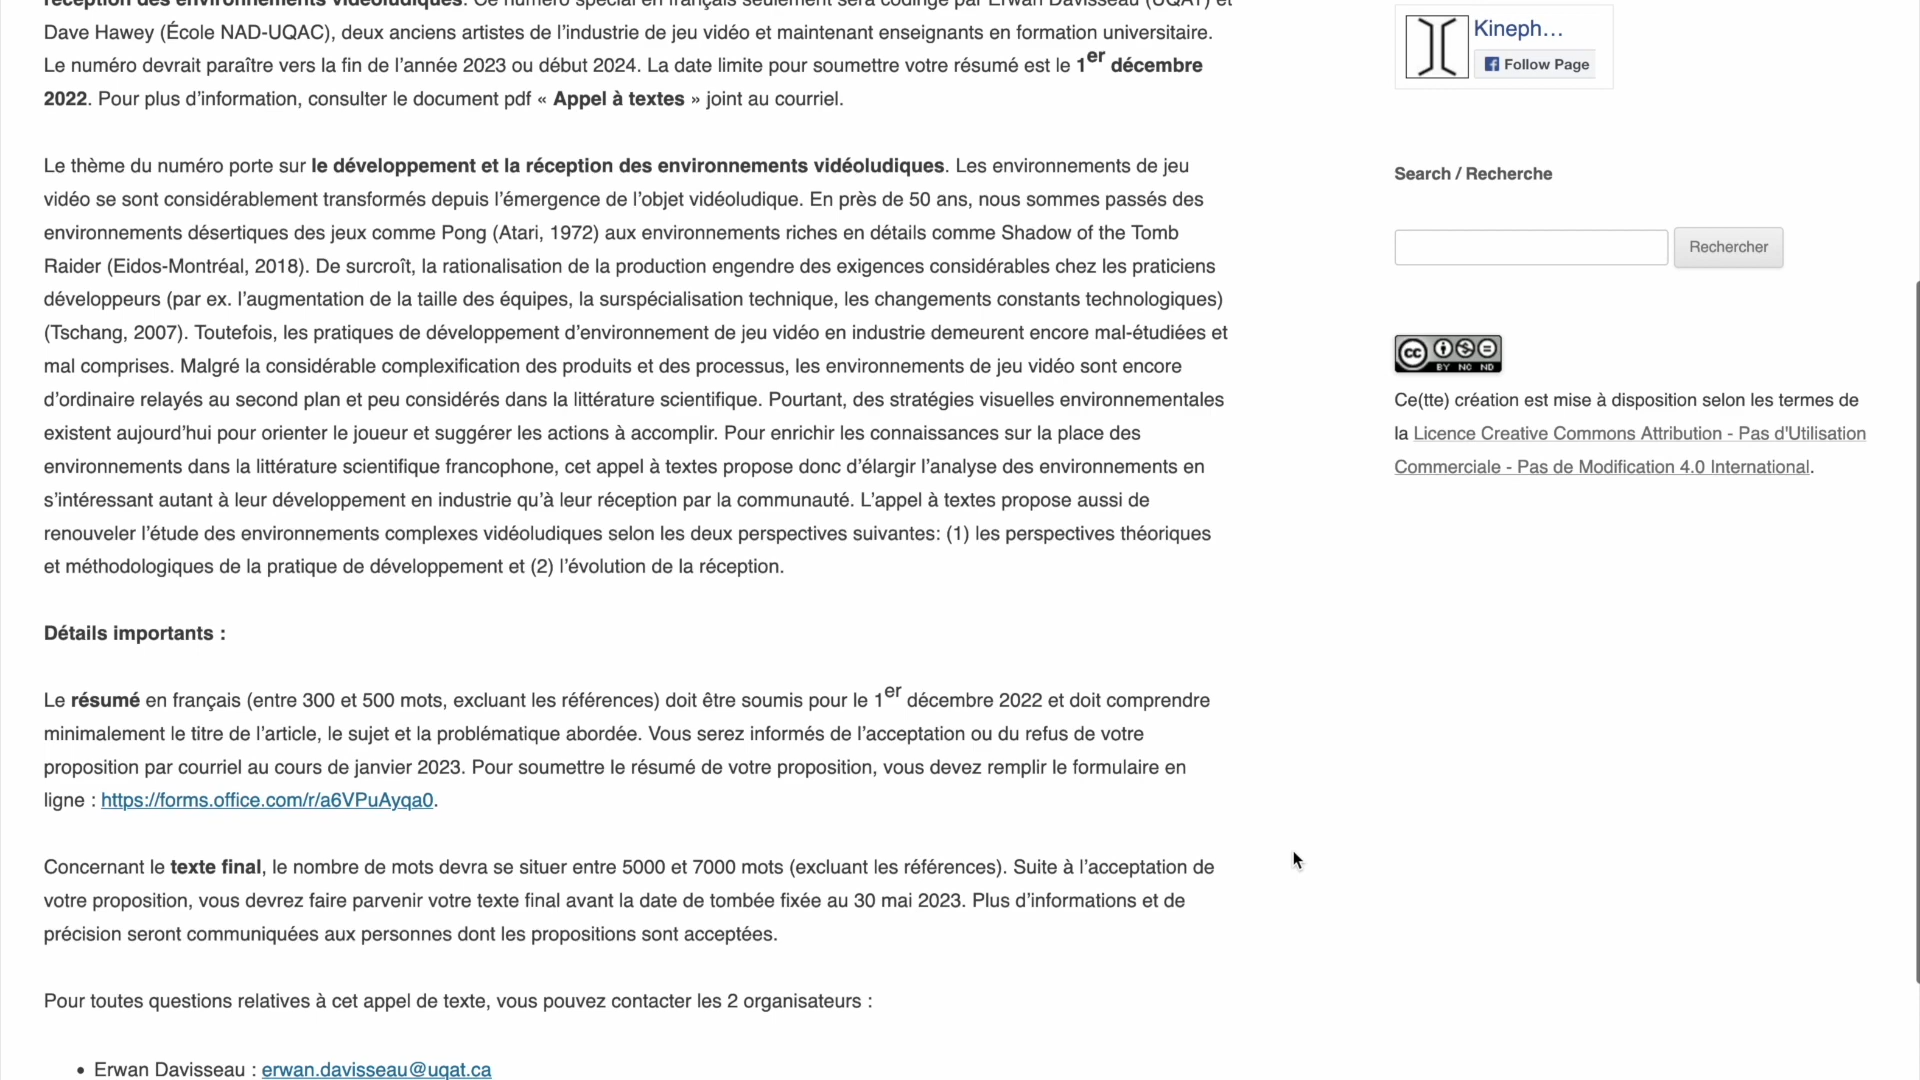 réception des environnements vidéoludiques. Ce numéro spécial en français seulement sera codirigé par Erwan Davisseau (UQAT) et
Dave Hawey (École NAD-UQAC), deux anciens artistes de l’industrie de jeu vidéo et maintenant enseignants en formation universitaire.
Le numéro devrait paraître vers la fin de l’année 2023 ou début 2024. La date limite pour soumettre votre résumé est le 1er décembre
2022. Pour plus d’information, consulter le document pdf « Appel à textes » joint au courriel.
Le thème du numéro porte sur le développement et la réception des environnements vidéoludiques. Les environnements de jeu
vidéo se sont considérablement transformés depuis l’émergence de l’objet vidéoludique. En près de 50 ans, nous sommes passés des
environnements désertiques des jeux comme Pong (Atari, 1972) aux environnements riches en détails comme Shadow of the Tomb
Raider (Eidos-Montréal, 2018). De surcroît, la rationalisation de la production engendre des exigences considérables chez les praticiens
développeurs (par ex. l’augmentation de la taille des équipes, la surspécialisation technique, les changements constants technologiques)
(Tschang, 2007). Toutefois, les pratiques de développement d’environnement de jeu vidéo en industrie demeurent encore mal-étudiées et
mal comprises. Malgré la considérable complexification des produits et des processus, les environnements de jeu vidéo sont encore
d’ordinaire relayés au second plan et peu considérés dans la littérature scientifique. Pourtant, des stratégies visuelles environnementales
existent aujourd’hui pour orienter le joueur et suggérer les actions à accomplir. Pour enrichir les connaissances sur la place des
environnements dans la littérature scientifique francophone, cet appel à textes propose donc d’élargir l’analyse des environnements en
s’intéressant autant à leur développement en industrie qu’à leur réception par la communauté. L’appel à textes propose aussi de
renouveler l’étude des environnements complexes vidéoludiques selon les deux perspectives suivantes: (1) les perspectives théoriques
et méthodologiques de la pratique de développement et (2) l’évolution de la réception.
Détails importants :
Le résumé en français (entre 300 et 500 mots, excluant les références) doit être soumis pour le 1er décembre 2022 et doit comprendre
minimalement le titre de l’article, le sujet et la problématique abordée. Vous serez informés de l’acceptation ou du refus de votre
proposition par courriel au cours de janvier 2023. Pour soumettre le résumé de votre proposition, vous devez remplir le formulaire en
ligne : https://forms.office.com/r/a6VPuAyqa0.
Concernant le texte final, le nombre de mots devra se situer entre 5000 et 7000 mots (excluant les références). Suite à l’acceptation de
votre proposition, vous devrez faire parvenir votre texte final avant la date de tombée fixée au 30 mai 2023. Plus d’informations et de
précision seront communiquées aux personnes dont les propositions sont acceptées.
Pour toutes questions relatives à cet appel de texte, vous pouvez contacter les 2 organisateurs :
• Erwan Davisseau : erwan.davisseau@uqat.ca
Kineph...
Follow Page
Search / Recherche
Rechercher
cc BY NC ND
Ce(tte) création est mise à disposition selon les termes de
la Licence Creative Commons Attribution - Pas d'Utilisation
Commerciale - Pas de Modification 4.0 International.